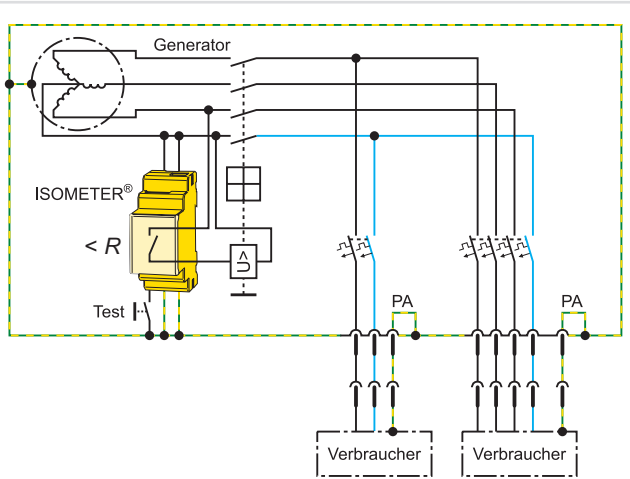 Generator
ISOMETER®
< R
U>
Test
PA
PA
Verbraucher
Verbraucher